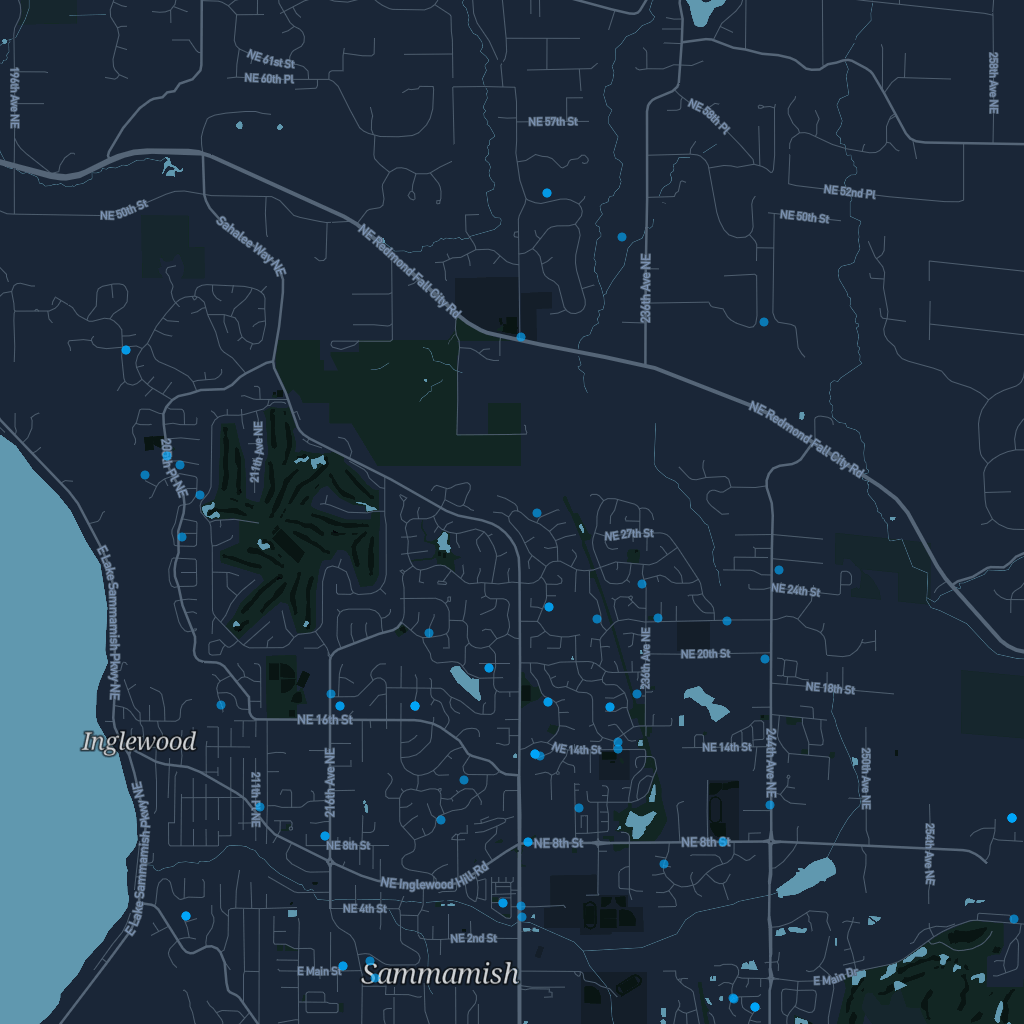 NE 61st St
NE 60th Pl
196th Ave NE
258th Ave NE
NE 58th Pl
NE 57th St
NE 52nd Pl
NE 50th St
NE 50th St
Sahalee Way NE
NE Redmond Fall City Rd
236th Ave NE
NE Redmond Fall City Rd
211th Ave NE
205th Pl NE
NE 27th St
E Lake Sammamish Pkwy NE
NE 24th St
236th Ave NE
NE 20th St
NE 18th St
NE 16th St
Inglewood
NE 14th St
NE 14th St
244th Ave NE
250th Ave NE
216th Ave NE
211th Pl NE
E Lake Sammamish Pkwy NE
NE 8th St
NE 8th St
NE 8th St
254th Ave NE
NE Inglewood Hill Rd
NE 4th St
NE 2nd St
E Main St
Sammamish
E Main Dr